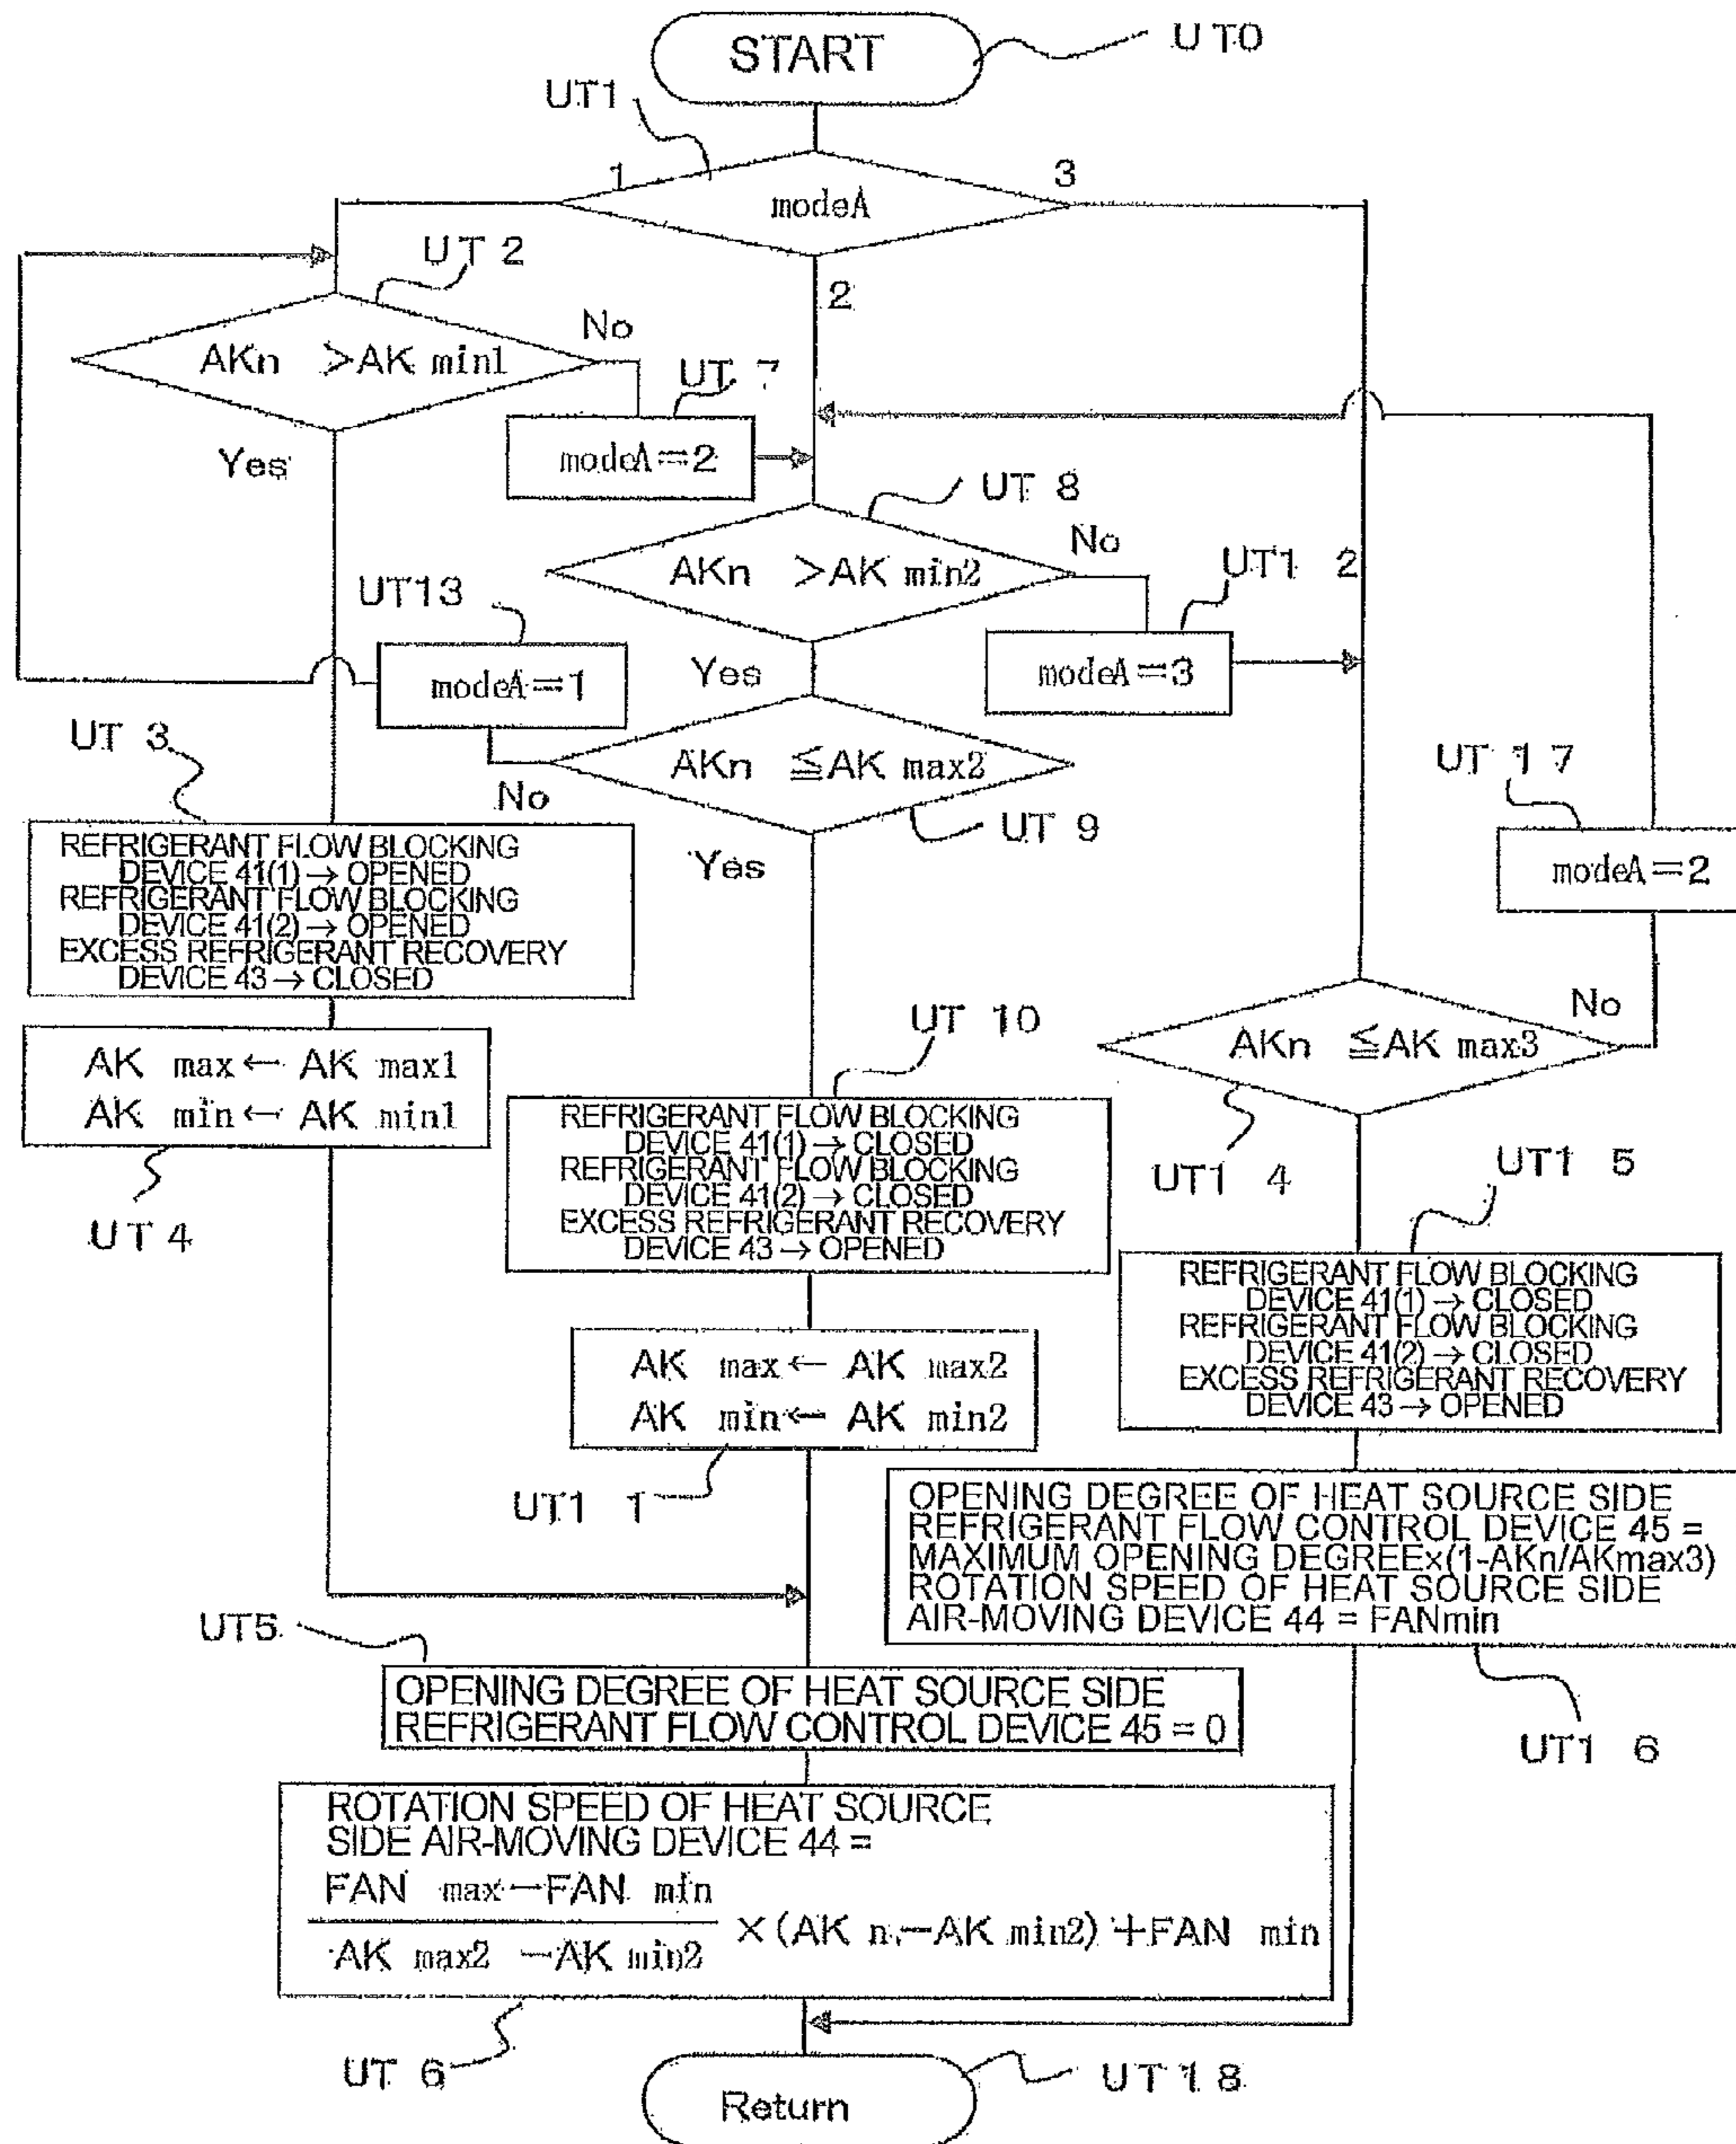 START
UT0
UT1
1
3
modeA
UT 2
2
No
AKn >AK min1
UT 7
Yes
modeA=2
UT 8
No
AKn >AK min2
UT1 2
UT13
modeA=1
Yes
modeA=3
UT 3
AKn ≦AK max2
UT 17
No
UT 9
REFRIGERANT FLOW BLOCKING
DEVICE 41(1)→OPENED
REFRIGERANT FLOW BLOCKING
DEVICE 41(2)→OPENED
EXCESS REFRIGERANT RECOVERY
DEVICE 43→CLOSED
Yes
modeA=2
No
UT 10
AKn ≦AK max3
AK max← AK max1
AK min← AK min1
REFRIGERANT FLOW BLOCKING
DEVICE 41(1)→CLOSED
REFRIGERANT FLOW BLOCKING
DEVICE 41(2)→CLOSED
EXCESS REFRIGERANT RECOVERY
DEVICE 43→OPENED
UT1 4
UT1 5
UT 4
REFRIGERANT FLOW BLOCKING
DEVICE 41(1)→CLOSED
REFRIGERANT FLOW BLOCKING
DEVICE 41(2)→CLOSED
EXCESS REFRIGERANT RECOVERY
DEVICE 43→OPENED
AK max← AK max2
AK min← AK min2
UT1 1
OPENING DEGREE OF HEAT SOURCE SIDE
REFRIGERANT FLOW CONTROL DEVICE 45 =
MAXIMUM OPENING DEGREEx(1-AKn/AKmax3)
ROTATION SPEED OF HEAT SOURCE SIDE
AIR-MOVING DEVICE 44 = FANmin
UT5
OPENING DEGREE OF HEAT SOURCE SIDE
REFRIGERANT FLOW CONTROL DEVICE 45 = 0
UT1 6
ROTATION SPEED OF HEAT SOURCE
SIDE AIR-MOVING DEVICE 44 =
FAN max-FAN min
AK max2 -AK min2
×(AK n-AK min2)+FAN min
UT 6
UT18
Return